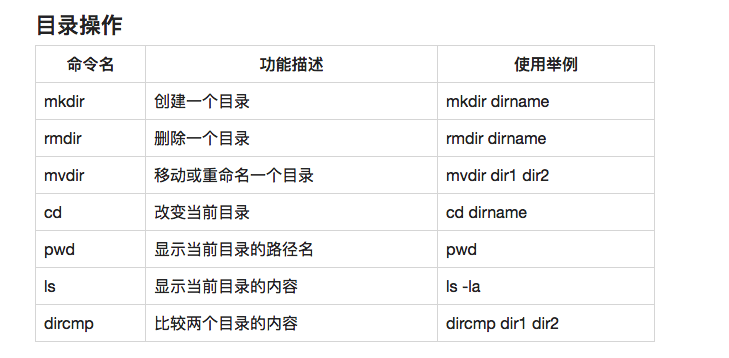 目录操作
命令名 功能描述 使用举例
mkdir 创建一个目录 mkdir dirname
rmdir 删除一个目录 rmdir dirname
mvdir 移动或重命名一个目录 mvdir dir1 dir2
cd 改变当前目录 cd dirname
pwd 显示当前目录的路径名 pwd
ls 显示当前目录的内容 ls -la
dircmp 比较两个目录的内容 dircmp dir1 dir2